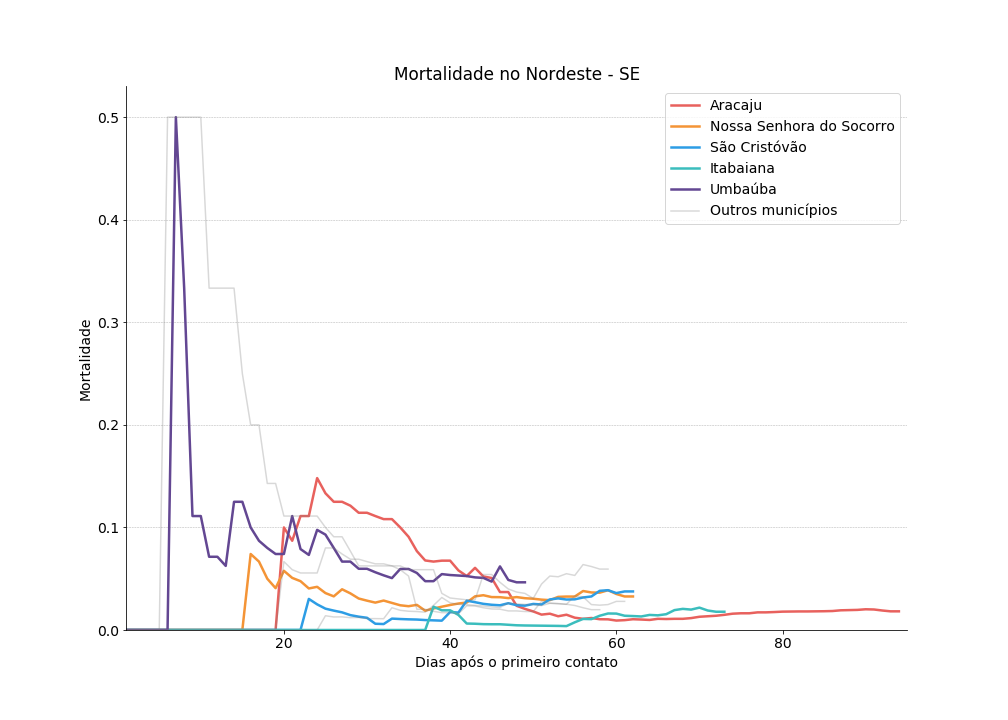 Mortalidade no Nordeste - SE
Aracaju
Nossa Senhora do Socorro
São Cristóvão
Itabaiana
Umbaúba
Outros municípios
Mortalidade
0.5
0.4
0.3
0.2
0.1
0.0
20
40
60
80
Dias após o primeiro contato